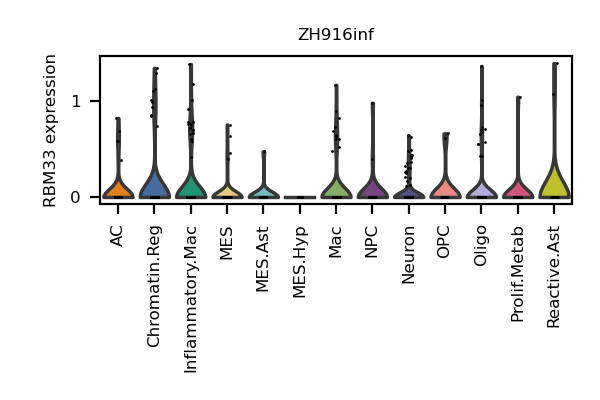 ZH916inf
RBM33 expression
1
0
AC
Chromatin.Reg
Inflammatory.Mac
MES
MES.Ast
MES.Hyp
Mac
NPC
Neuron
OPC
Oligo
Prolif.Metab
Reactive.Ast